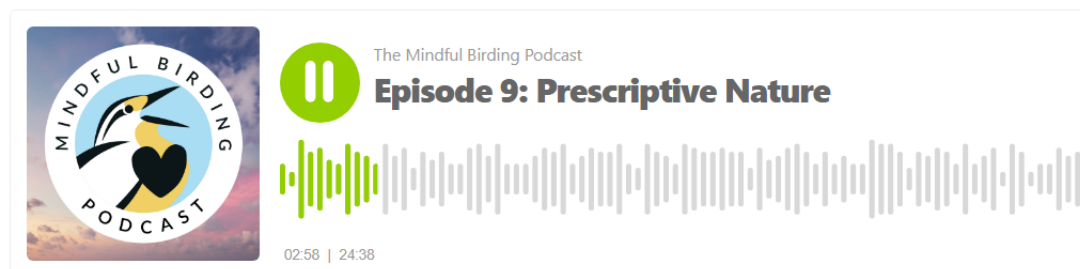 MINDFUL BIRDING
PODCAST
The Mindful Birding Podcast
Episode 9: Prescriptive Nature
02:58 | 24:38